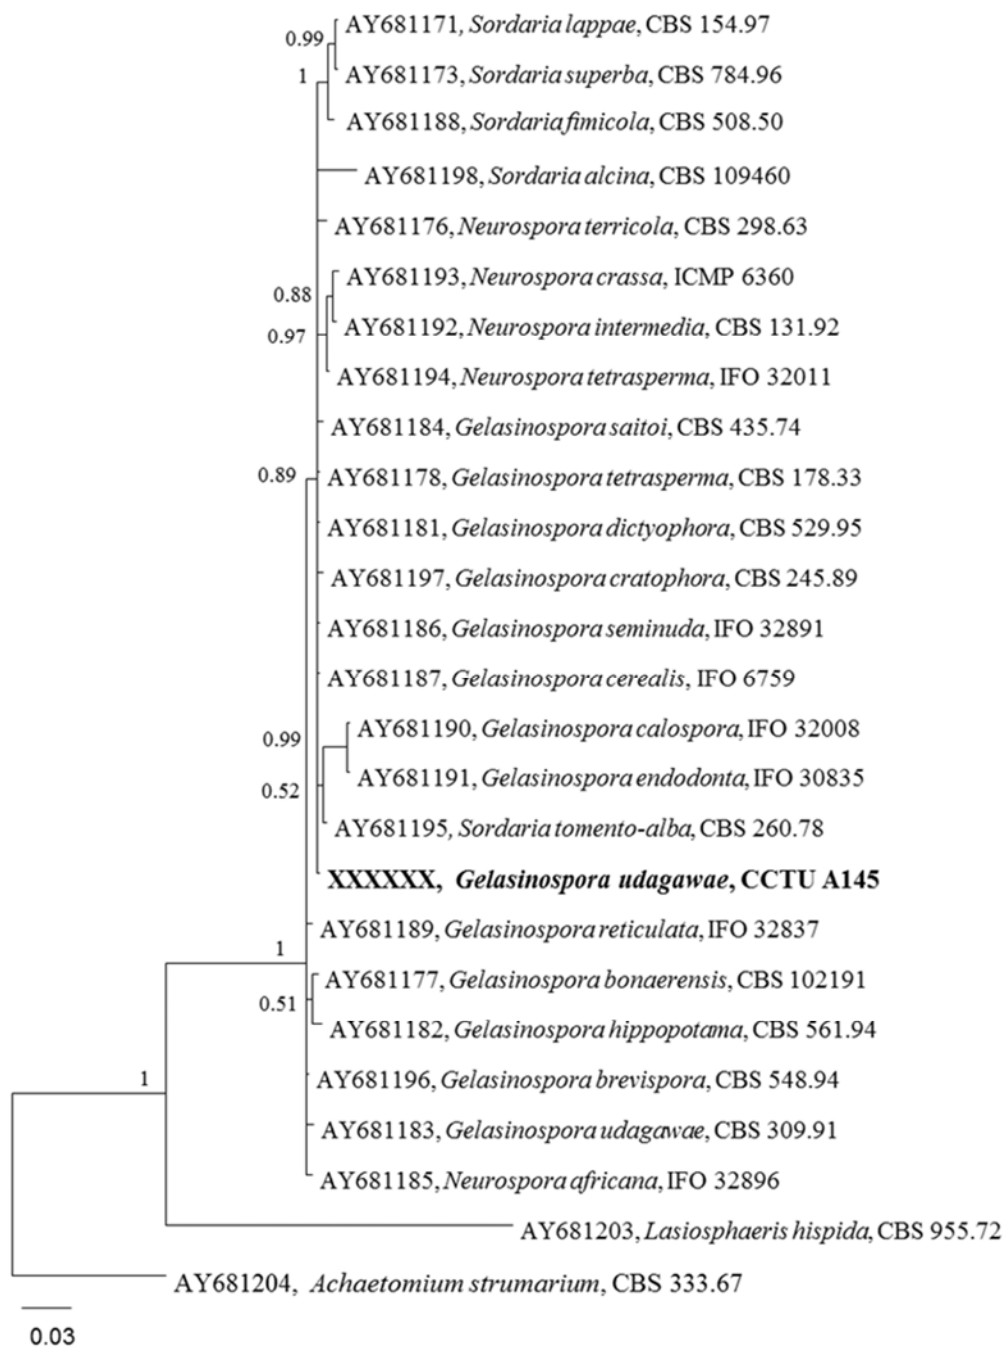 AY681171, Sordaria lappae, CBS 154.97
0.99
1
AY681173, Sordaria superba, CBS 784.96
AY681188, Sordaria fimicola, CBS 508.50
AY681198, Sordaria alcina, CBS 109460
AY681176, Neurospora terricola, CBS 298.63
AY681193, Neurospora crassa, ICMP 6360
0.88
AY681192, Neurospora intermedia, CBS 131.92
0.97
AY681194, Neurospora tetrasperma, IFO 32011
AY681184, Gelasinospora saitoi, CBS 435.74
0.89
AY681178, Gelasinospora tetrasperma, CBS 178.33
AY681181, Gelasinospora dictyophora, CBS 529.95
AY681197, Gelasinospora cratophora, CBS 245.89
AY681186, Gelasinospora seminuda, IFO 32891
AY681187, Gelasinospora cerealis, IFO 6759
AY681190, Gelasinospora calospora, IFO 32008
0.99
AY681191, Gelasinospora endodonta, IFO 30835
0.52
AY681195, Sordaria tomento-alba, CBS 260.78
XXXXXX, Gelasinospora udagawae, CCTU A145
AY681189, Gelasinospora reticulata, IFO 32837
1
AY681177, Gelasinospora bonaerensis, CBS 102191
0.51
AY681182, Gelasinospora hippopotama, CBS 561.94
AY681196, Gelasinospora brevispora, CBS 548.94
1
AY681183, Gelasinospora udagawae, CBS 309.91
AY681185, Neurospora africana, IFO 32896
AY681203, Lasiosphaeris hispida, CBS 955.72
AY681204, Achaetomium strumarium, CBS 333.67
0.03